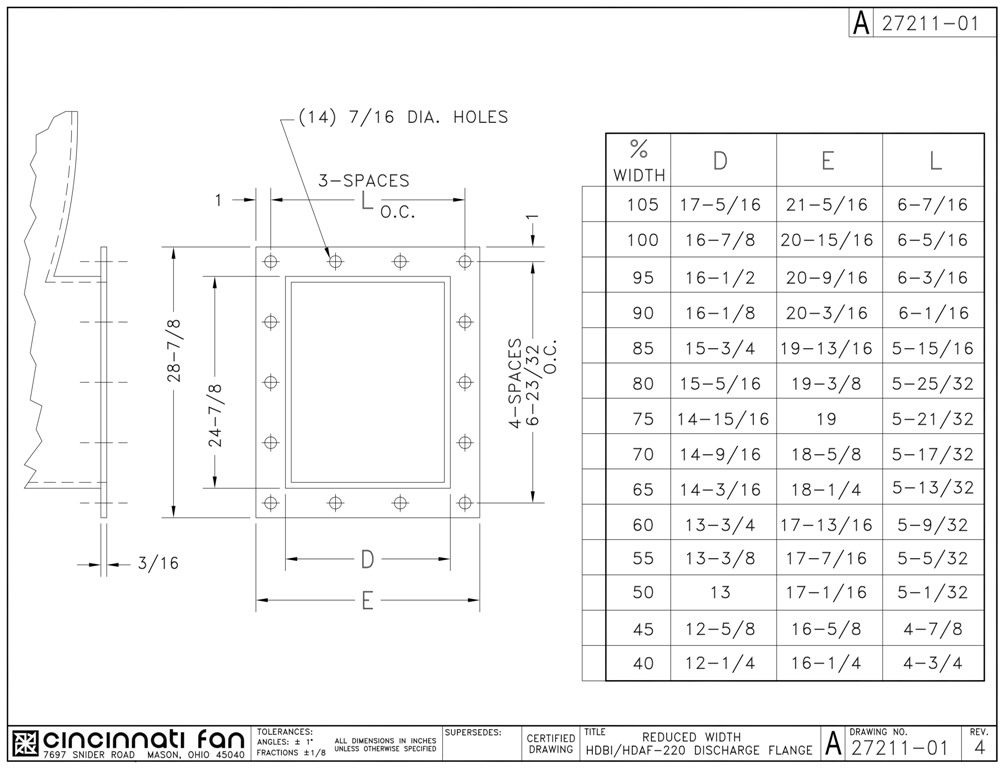 A 27211-01
(14) 7/16 DIA. HOLES
3-SPACES
L
O.C.
1
1
28-7/8
24-7/8
4-SPACES
6-23/32
O.C.
3/16
D
E
% WIDTH D E L
105 17-5/16 21-5/16 6-7/16
100 16-7/8 20-15/16 6-5/16
95 16-1/2 20-9/16 6-3/16
90 16-1/8 20-3/16 6-1/16
85 15-3/4 19-13/16 5-15/16
80 15-5/16 19-3/8 5-25/32
75 14-15/16 19 5-21/32
70 14-9/16 18-5/8 5-17/32
65 14-3/16 18-1/4 5-13/32
60 13-3/4 17-13/16 5-9/32
55 13-3/8 17-7/16 5-5/32
50 13 17-1/16 5-1/32
45 12-5/8 16-5/8 4-7/8
40 12-1/4 16-1/4 4-3/4
cincinnati fan
7697 SNIDER ROAD MASON, OHIO 45040
TOLERANCES:
ANGLES: ± 1°
FRACTIONS ±1/8
ALL DIMENSIONS IN INCHES
UNLESS OTHERWISE SPECIFIED
SUPERSEDES:
CERTIFIED
DRAWING
TITLE
REDUCED WIDTH
HDBI/HDAF-220 DISCHARGE FLANGE
A
DRAWING NO.
27211-01
REV.
4